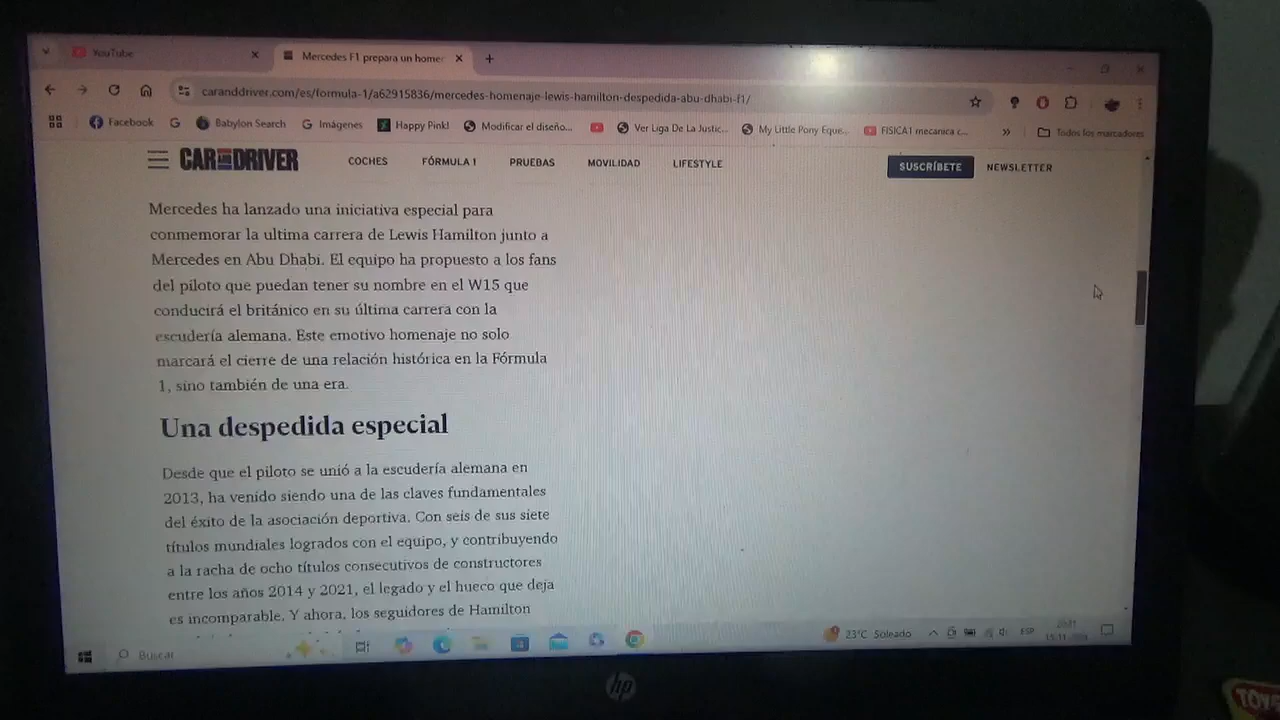 YouTube
Mercedes F1 prepara un homer
caranddriver.com/es/formula-1/a62915836/mercedes-homenaje-lewis-hamilton-despedida-abu-dhabi-f1/
Facebook
Babylon Search
Imágenes
Happy Pink!
Modificar el diseño...
Ver Liga De La Justic...
My Little Pony Eque...
FISICA1 mecanica c...
Todos los marcadores
CAR AND DRIVER
COCHES
FÓRMULA 1
PRUEBAS
MOVILIDAD
LIFESTYLE
SUSCRÍBETE
NEWSLETTER
Mercedes ha lanzado una iniciativa especial para
conmemorar la ultima carrera de Lewis Hamilton junto a
Mercedes en Abu Dhabi. El equipo ha propuesto a los fans
del piloto que puedan tener su nombre en el W15 que
conducirá el británico en su última carrera con la
escudería alemana. Este emotivo homenaje no solo
marcará el cierre de una relación histórica en la Fórmula
1, sino también de una era.
Una despedida especial
Desde que el piloto se unió a la escudería alemana en
2013, ha venido siendo una de las claves fundamentales
del éxito de la asociación deportiva. Con seis de sus siete
títulos mundiales logrados con el equipo, y contribuyendo
a la racha de ocho títulos consecutivos de constructores
entre los años 2014 y 2021, el legado y el hueco que deja
es incomparable. Y ahora, los seguidores de Hamilton
Buscar
23°C Soleado
ESP
hp